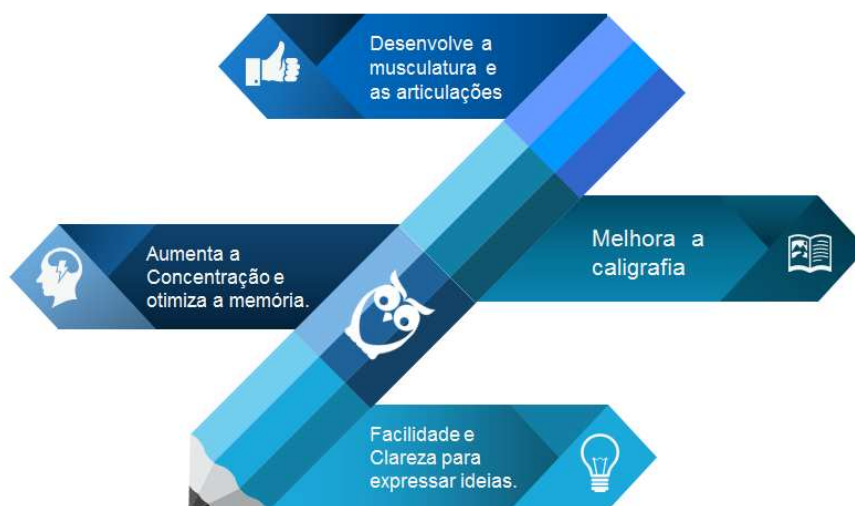 Desenvolve a
musculatura e
as articulações
Aumenta a
Concentração e
otimiza a memória.
Melhora a
caligrafia
Facilidade e
Clareza para
expressar ideias.